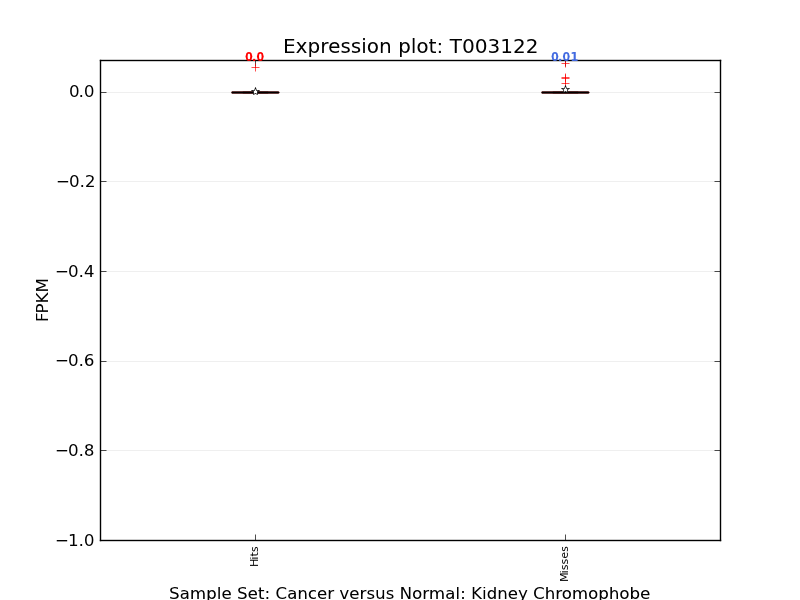 Expression plot: T003122
0.0
0.01
0.0
−0.2
−0.4
−0.6
−0.8
−1.0
FPKM
Hits
Misses
Sample Set: Cancer versus Normal: Kidney Chromophobe